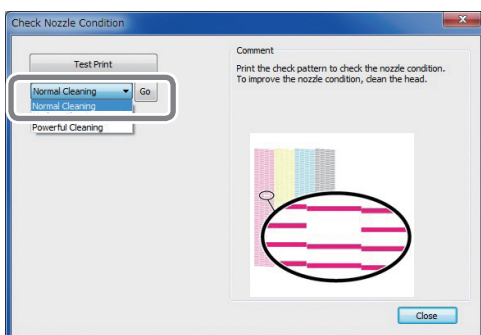 Check Nozzle Condition
Test Print
Normal Cleaning
Go
Normal Cleaning
Powerful Cleaning
Comment
Print the check pattern to check the nozzle condition.
To improve the nozzle condition, clean the head.
Close